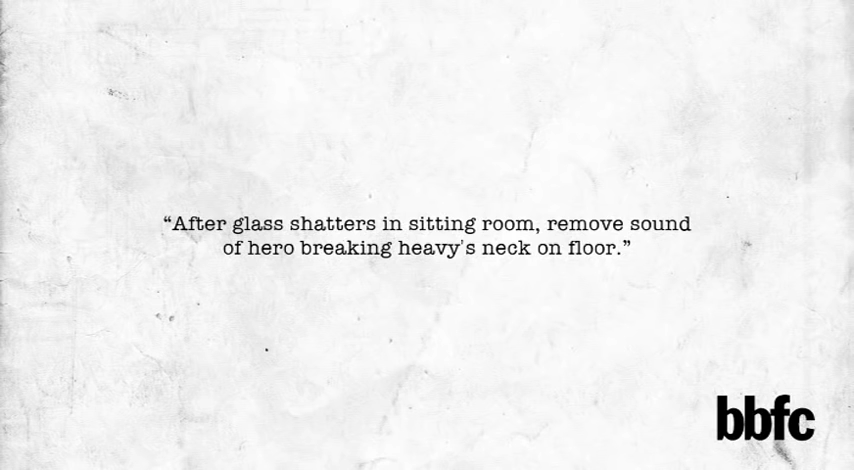 “After glass shatters in sitting room, remove sound
of hero breaking heavy's neck on floor.”
bbfc